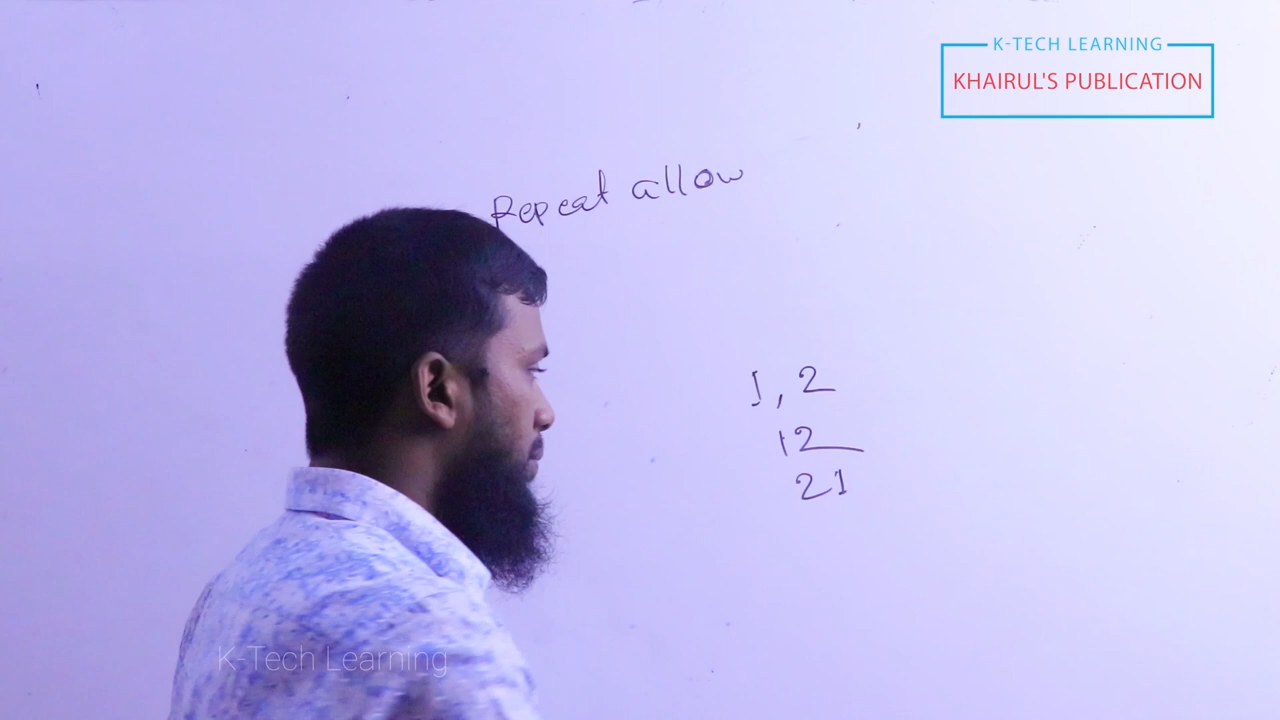 K-TECH LEARNING
KHAIRUL'S PUBLICATION
Repeat allow
1, 2
12
21
K-Tech Learning